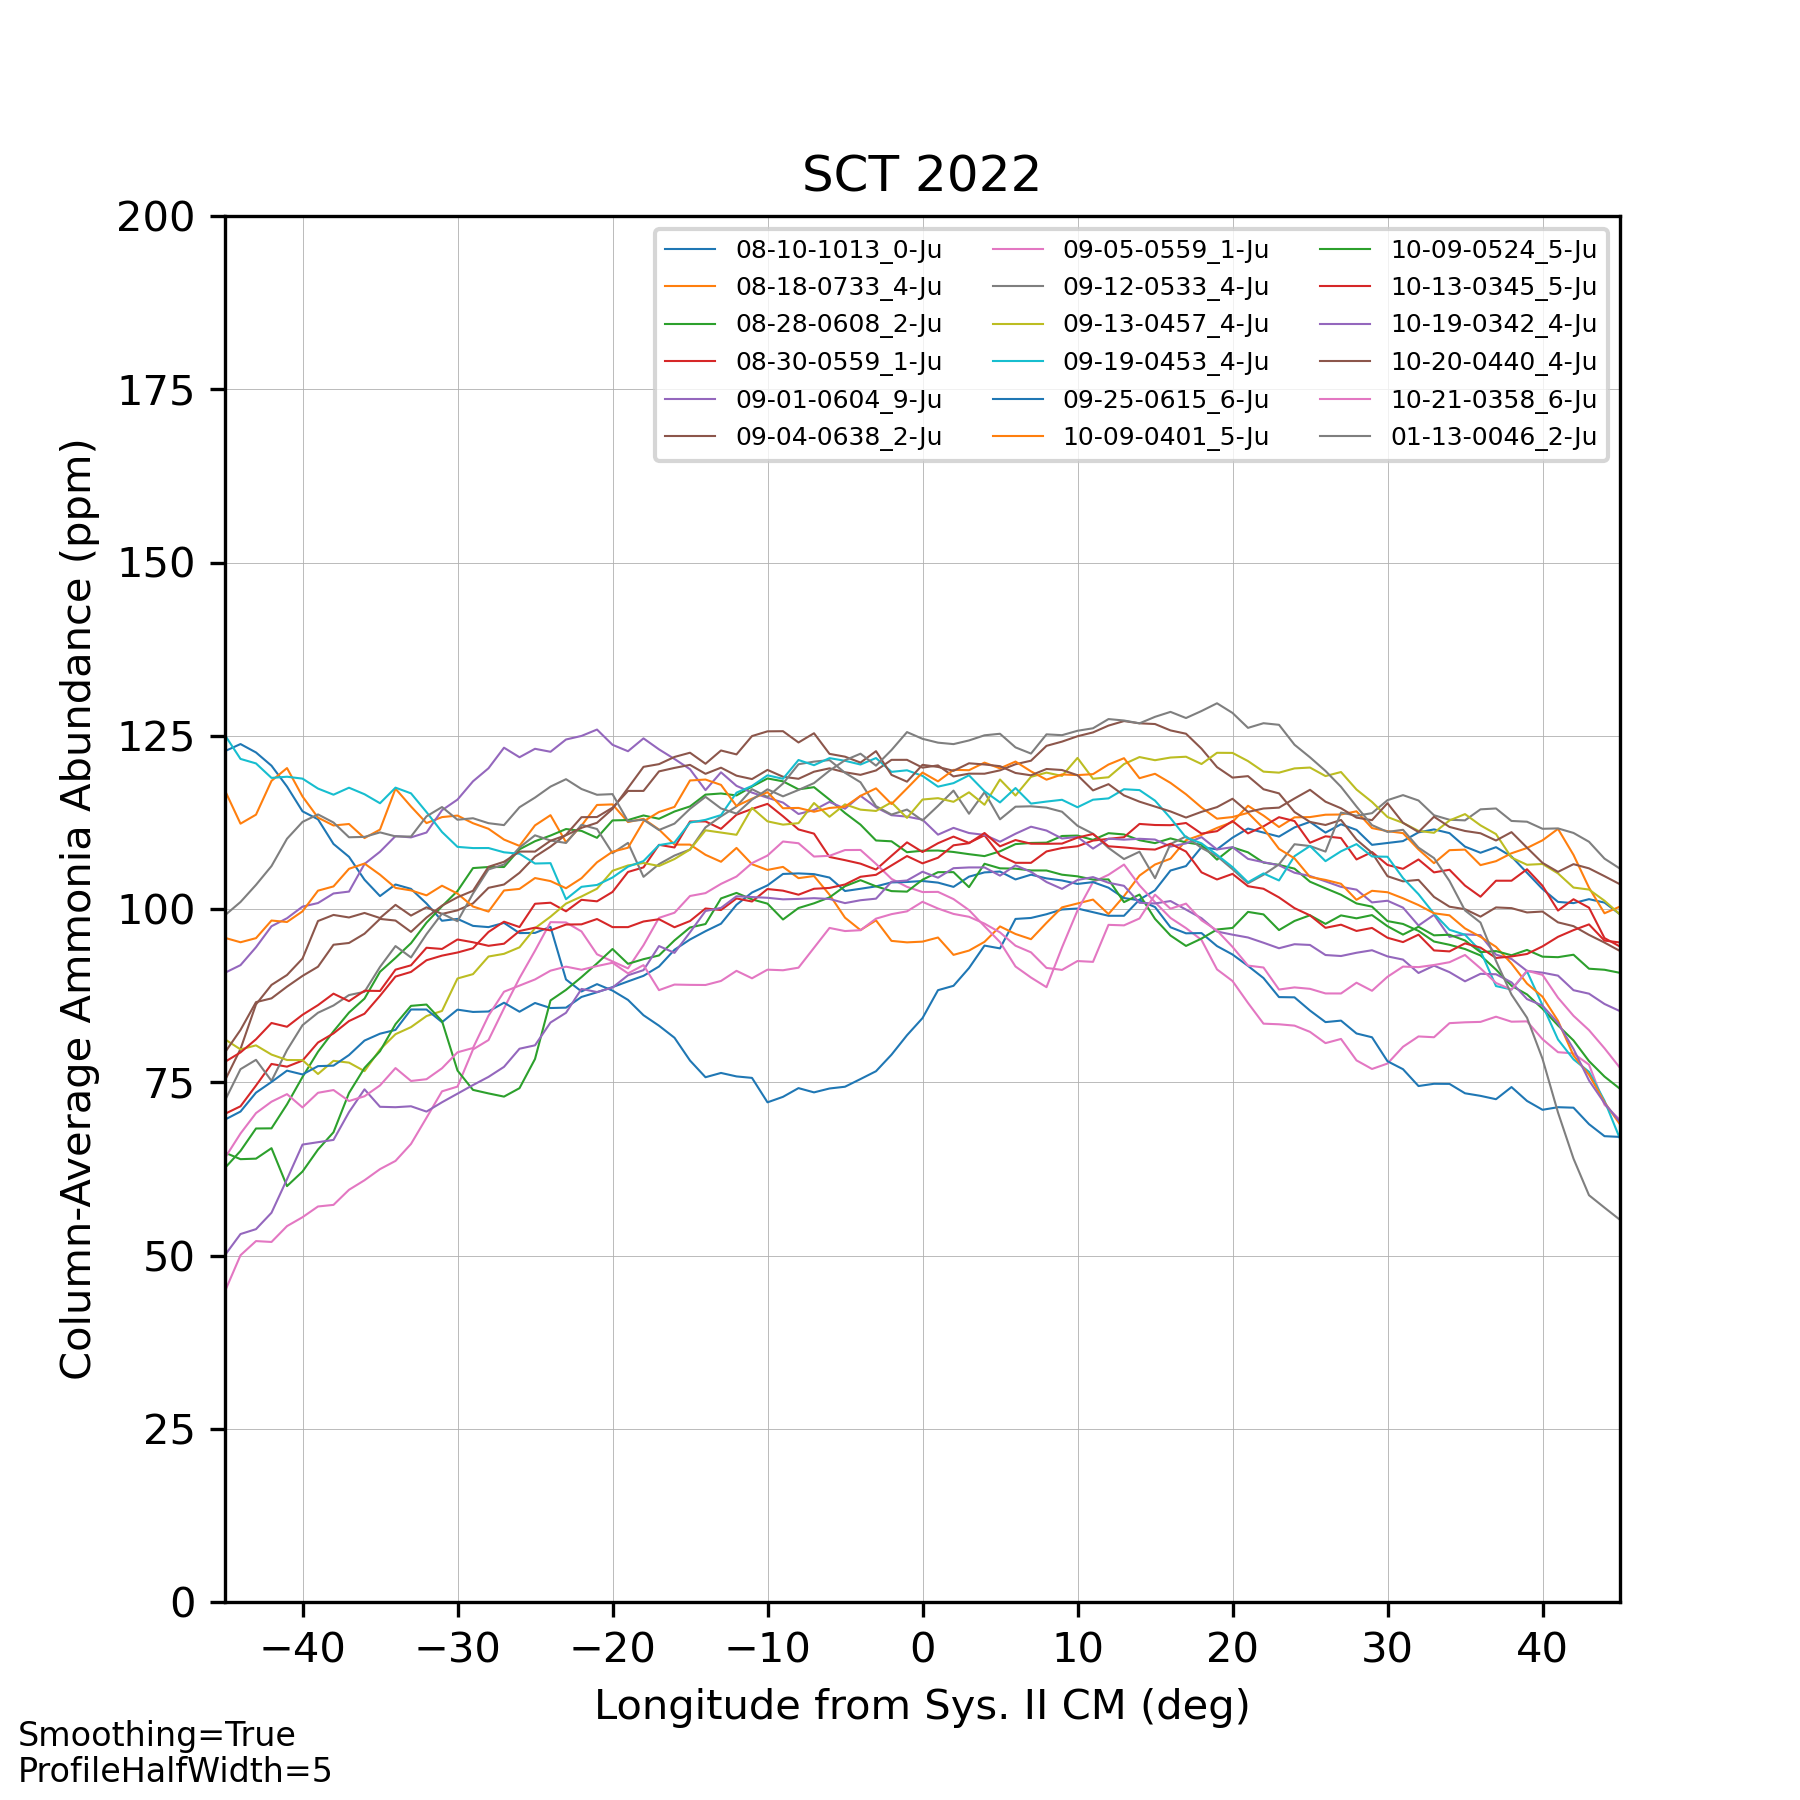 SCT 2022
200
175
150
125
100
75
50
25
0
Column-Average Ammonia Abundance (ppm)
08-10-1013_0-Ju
08-18-0733_4-Ju
08-28-0608_2-Ju
08-30-0559_1-Ju
09-01-0604_9-Ju
09-04-0638_2-Ju
09-05-0559_1-Ju
09-12-0533_4-Ju
09-13-0457_4-Ju
09-19-0453_4-Ju
09-25-0615_6-Ju
10-09-0401_5-Ju
10-09-0524_5-Ju
10-13-0345_5-Ju
10-19-0342_4-Ju
10-20-0440_4-Ju
10-21-0358_6-Ju
01-13-0046_2-Ju
−40 −30 −20 −10 0 10 20 30 40
Longitude from Sys. II CM (deg)
Smoothing=True
ProfileHalfWidth=5